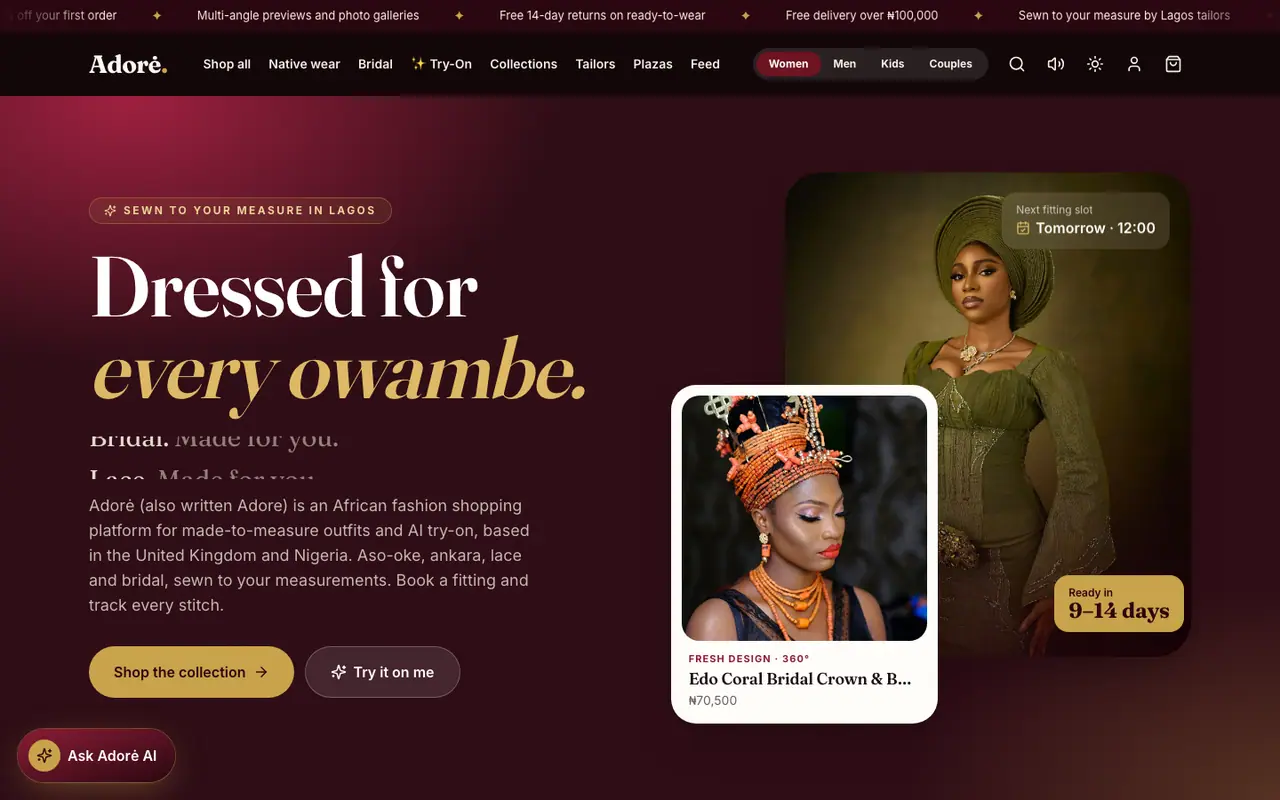 off your first order ✦ Multi-angle previews and photo galleries ✦ Free 14-day returns on ready-to-wear ✦ Free delivery over ₦100,000 ✦ Sewn to your measure by Lagos tailors
Adorė.
Shop all Native wear Bridal ✨ Try-On Collections Tailors Plazas Feed
Women Men Kids Couples
SEWN TO YOUR MEASURE IN LAGOS
Dressed for
every owambe.
Bridal. Made for you.
Lace. Made for you.
Adorė (also written Adore) is an African fashion shopping
platform for made-to-measure outfits and AI try-on, based
in the United Kingdom and Nigeria. Aso-oke, ankara, lace
and bridal, sewn to your measurements. Book a fitting and
track every stitch.
Shop the collection →
Try it on me
Next fitting slot
Tomorrow · 12:00
Ready in
9–14 days
FRESH DESIGN · 360°
Edo Coral Bridal Crown & B...
₦70,500
Ask Adorė AI